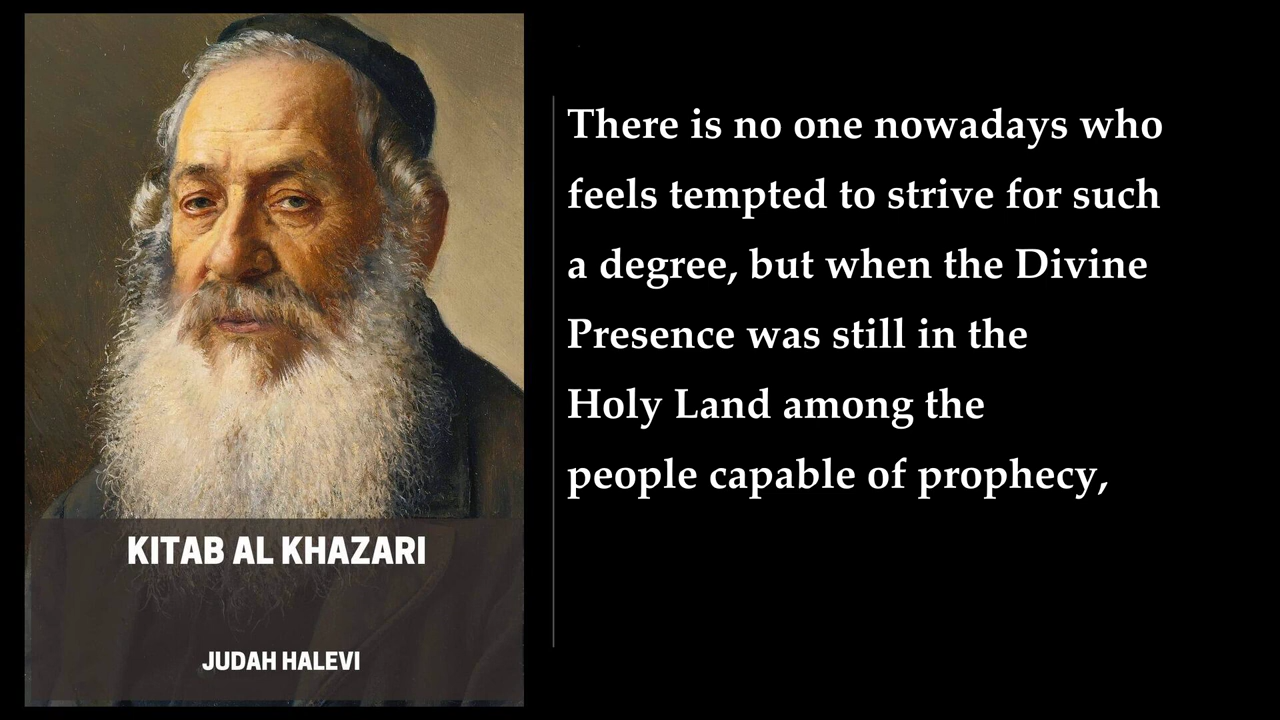 KITAB AL KHAZARI
JUDAH HALEVI
There is no one nowadays who
feels tempted to strive for such
a degree, but when the Divine
Presence was still in the
Holy Land among the
people capable of prophecy,